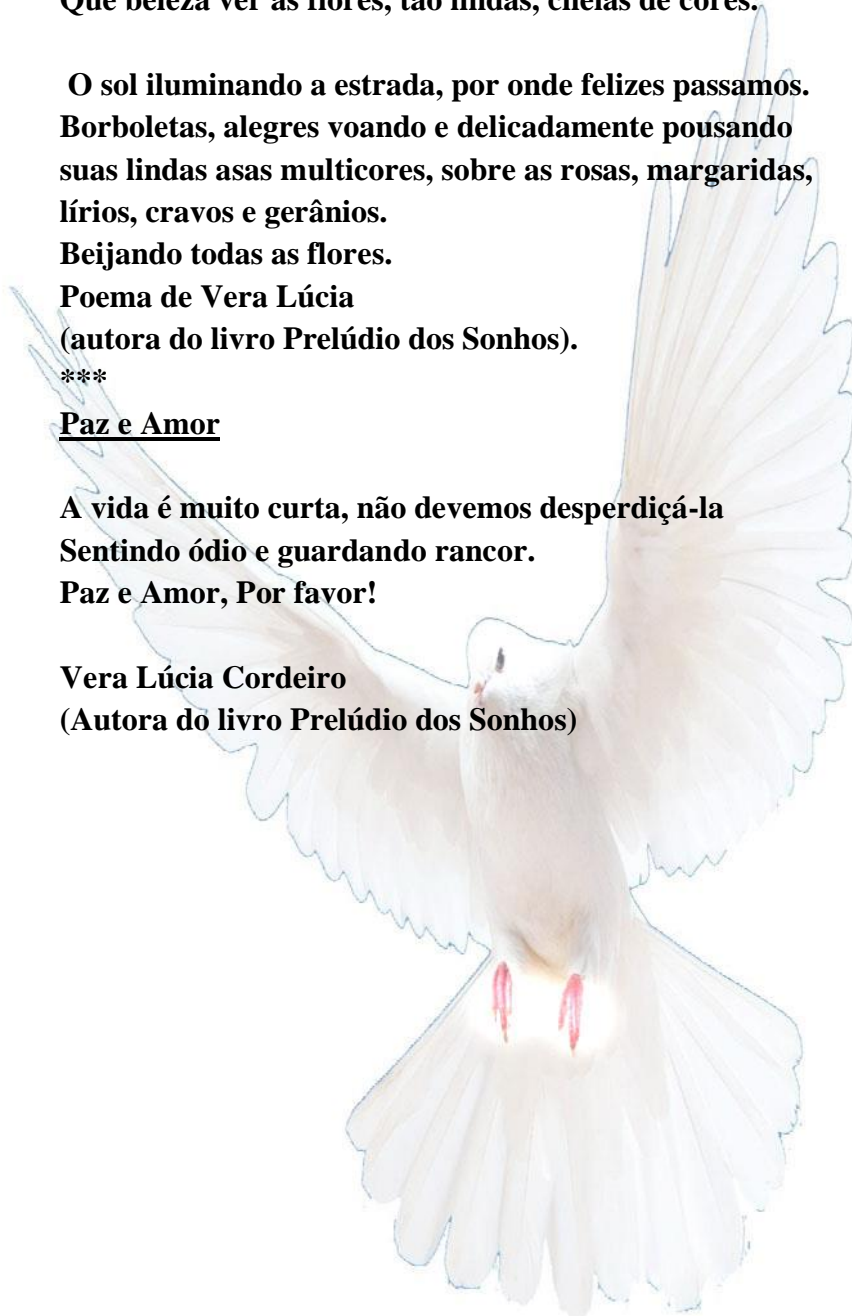 Que beleza ver as flores, tão lindas, cheias de cores.
O sol iluminando a estrada, por onde felizes passamos.
Borboletas, alegres voando e delicadamente pousando
suas lindas asas multicores, sobre as rosas, margaridas,
lírios, cravos e gerânios.
Beijando todas as flores.
Poema de Vera Lúcia
(autora do livro Prelúdio dos Sonhos).
***
Paz e Amor
A vida é muito curta, não devemos desperdiçá-la
Sentindo ódio e guardando rancor.
Paz e Amor, Por favor!
Vera Lúcia Cordeiro
(Autora do livro Prelúdio dos Sonhos)